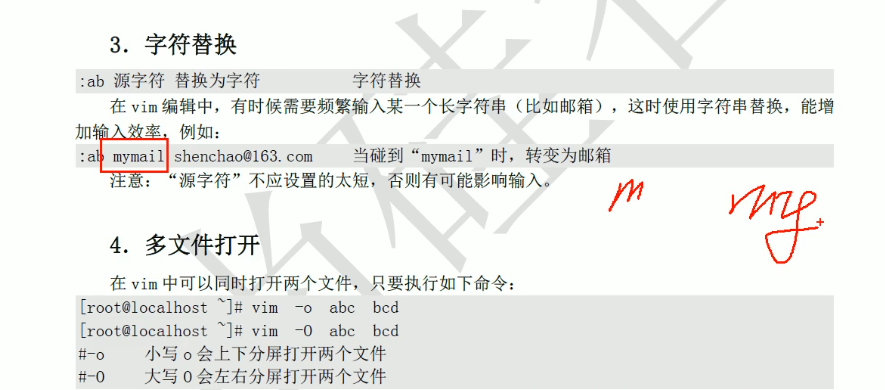 3．字符替换
:ab 源字符 替换为字符 字符替换
在 vim 编辑中，有时候需要频繁输入某一个长字符串（比如邮箱），这时使用字符串替换，能增
加输入效率，例如：
:ab mymail shenchao@163.com 当碰到“mymail”时，转变为邮箱
注意：“源字符”不应设置的太短，否则有可能影响输入。
m my
4．多文件打开
在 vim 中可以同时打开两个文件，只要执行如下命令：
[root@localhost ~]# vim -o abc bcd
[root@localhost ~]# vim -O abc bcd
#-o 小写 o 会上下分屏打开两个文件
#-O 大写 O 会左右分屏打开两个文件